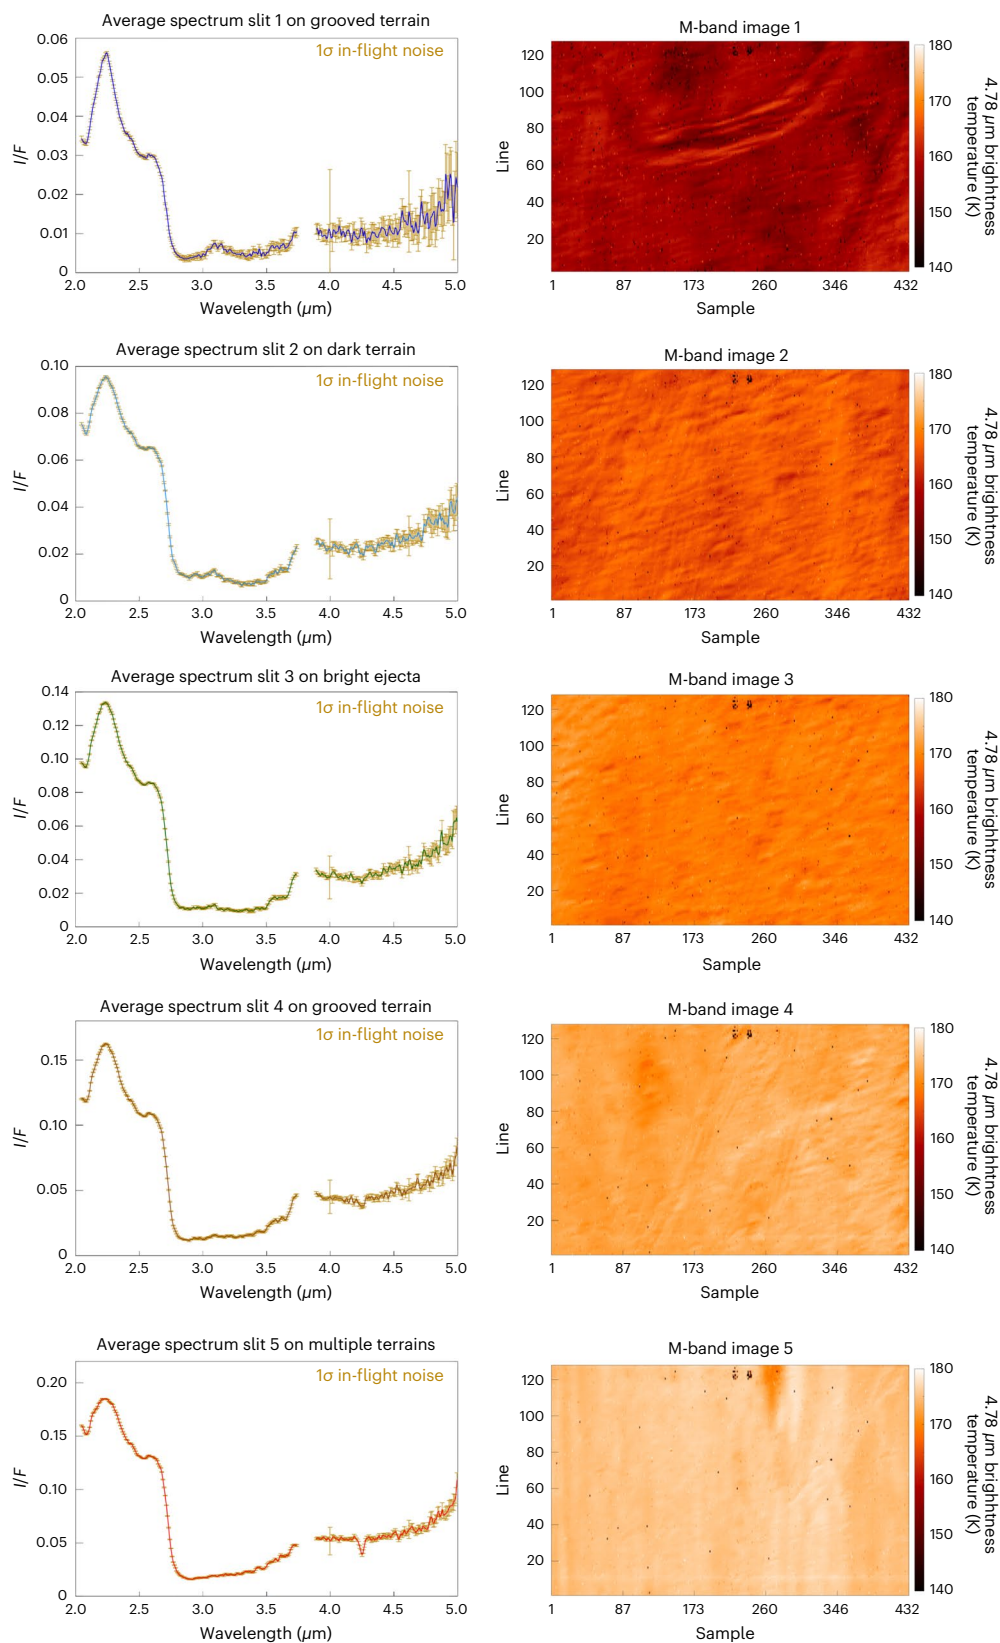 Average spectrum slit 1 on grooved terrain
1σ in-flight noise
0.06
0.05
0.04
0.03
0.02
0.01
0
I/F
2.0 2.5 3.0 3.5 4.0 4.5 5.0
Wavelength (µm)
M-band image 1
120
100
80
60
40
20
Line
1 87 173 260 346 432
Sample
180
170
160
150
140
4.78 µm brighhtness
temperature (K)
Average spectrum slit 2 on dark terrain
1σ in-flight noise
0.10
0.08
0.06
0.04
0.02
0
I/F
2.0 2.5 3.0 3.5 4.0 4.5 5.0
Wavelength (µm)
M-band image 2
120
100
80
60
40
20
Line
1 87 173 260 346 432
Sample
180
170
160
150
140
4.78 µm brighhtness
temperature (K)
Average spectrum slit 3 on bright ejecta
1σ in-flight noise
0.14
0.12
0.10
0.08
0.06
0.04
0.02
0
I/F
2.0 2.5 3.0 3.5 4.0 4.5 5.0
Wavelength (µm)
M-band image 3
120
100
80
60
40
20
Line
1 87 173 260 346 432
Sample
180
170
160
150
140
4.78 µm brighhtness
temperature (K)
Average spectrum slit 4 on grooved terrain
1σ in-flight noise
0.15
0.10
0.05
0
I/F
2.0 2.5 3.0 3.5 4.0 4.5 5.0
Wavelength (µm)
M-band image 4
120
100
80
60
40
20
Line
1 87 173 260 346 432
Sample
180
170
160
150
140
4.78 µm brighhtness
temperature (K)
Average spectrum slit 5 on multiple terrains
1σ in-flight noise
0.20
0.15
0.10
0.05
0
I/F
2.0 2.5 3.0 3.5 4.0 4.5 5.0
Wavelength (µm)
M-band image 5
120
100
80
60
40
20
Line
1 87 173 260 346 432
Sample
180
170
160
150
140
4.78 µm brighhtness
temperature (K)